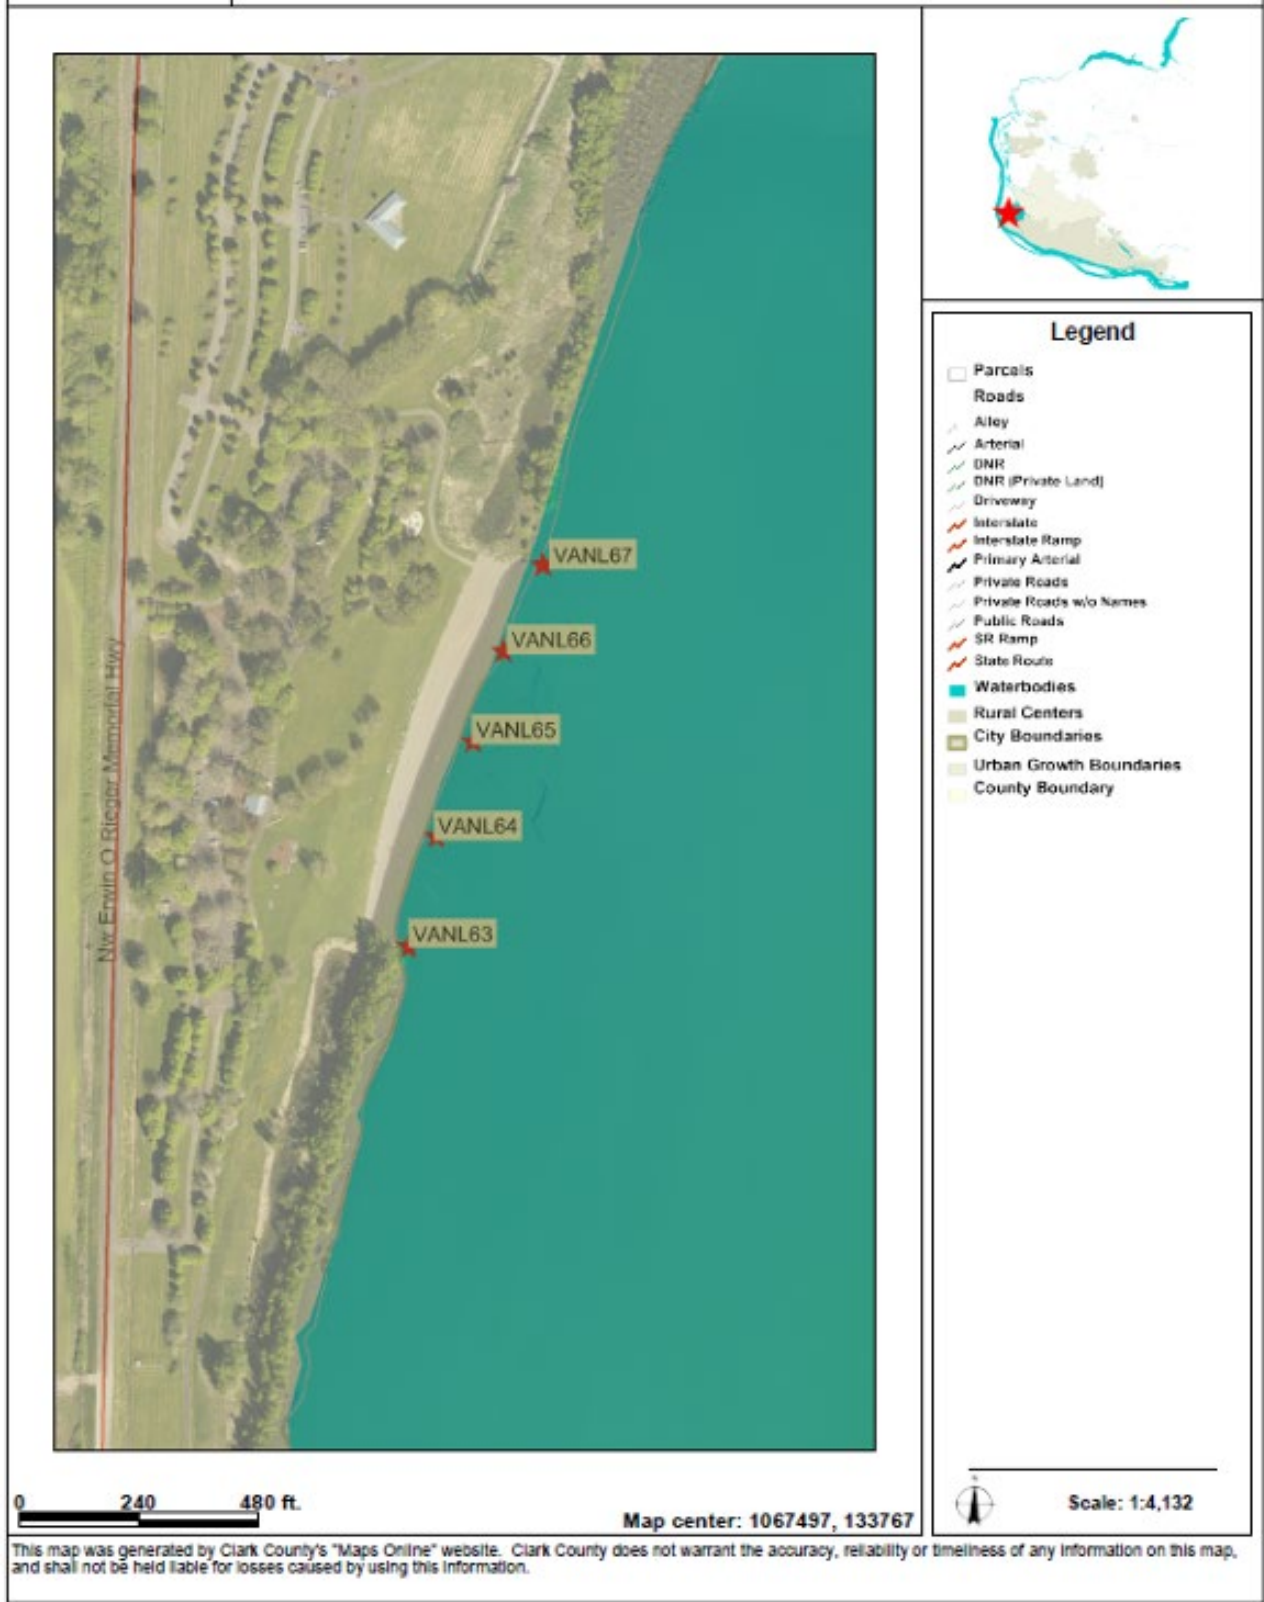 Legend
Parcels
Roads
Alley
Arterial
DNR
DNR (Private Land)
Driveway
Interstate
Interstate Ramp
Primary Arterial
Private Roads
Private Roads w/o Names
Public Roads
SR Ramp
State Route
Waterbodies
Rural Centers
City Boundaries
Urban Growth Boundaries
County Boundary
VANL67
VANL66
VANL65
VANL64
VANL63
Nw Erwin O Rieger Memorial Hwy
0 240 480 ft.
Map center: 1067497, 133767
N
Scale: 1:4,132
This map was generated by Clark County's "Maps Online" website. Clark County does not warrant the accuracy, reliability or timeliness of any information on this map,
and shall not be held liable for losses caused by using this information.